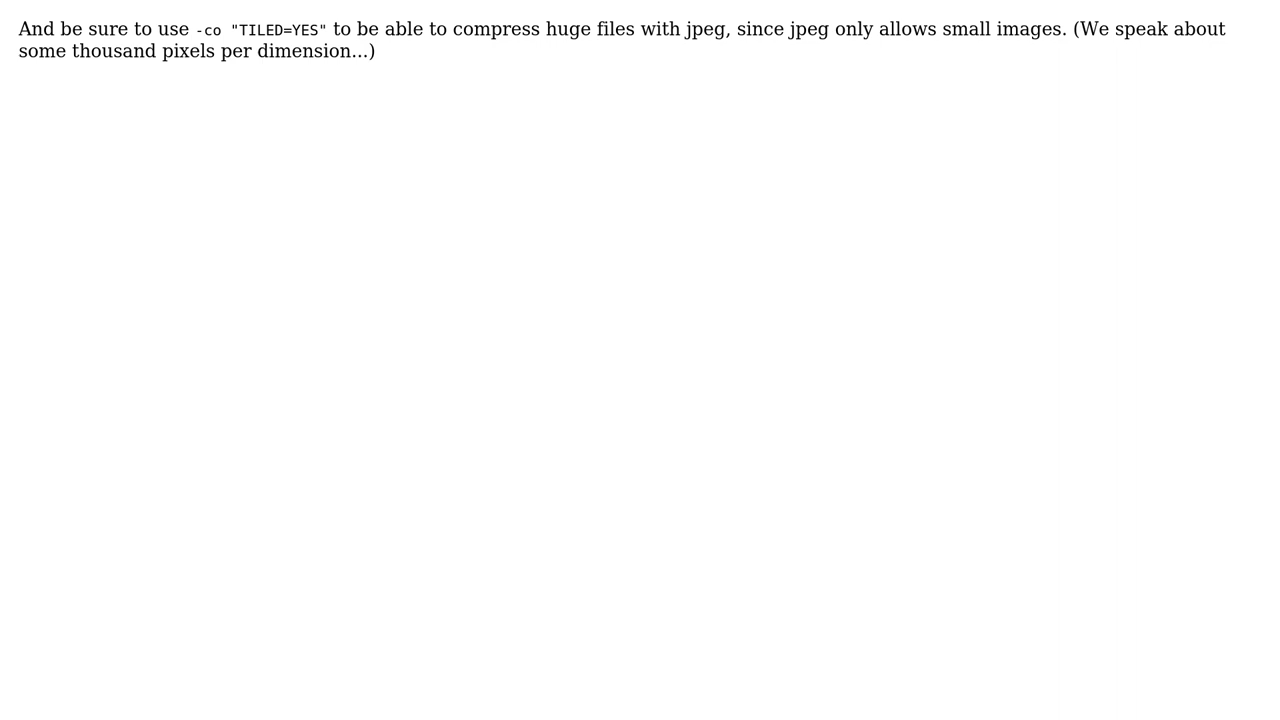 And be sure to use -co "TILED=YES" to be able to compress huge files with jpeg, since jpeg only allows small images. (We speak about
some thousand pixels per dimension...)